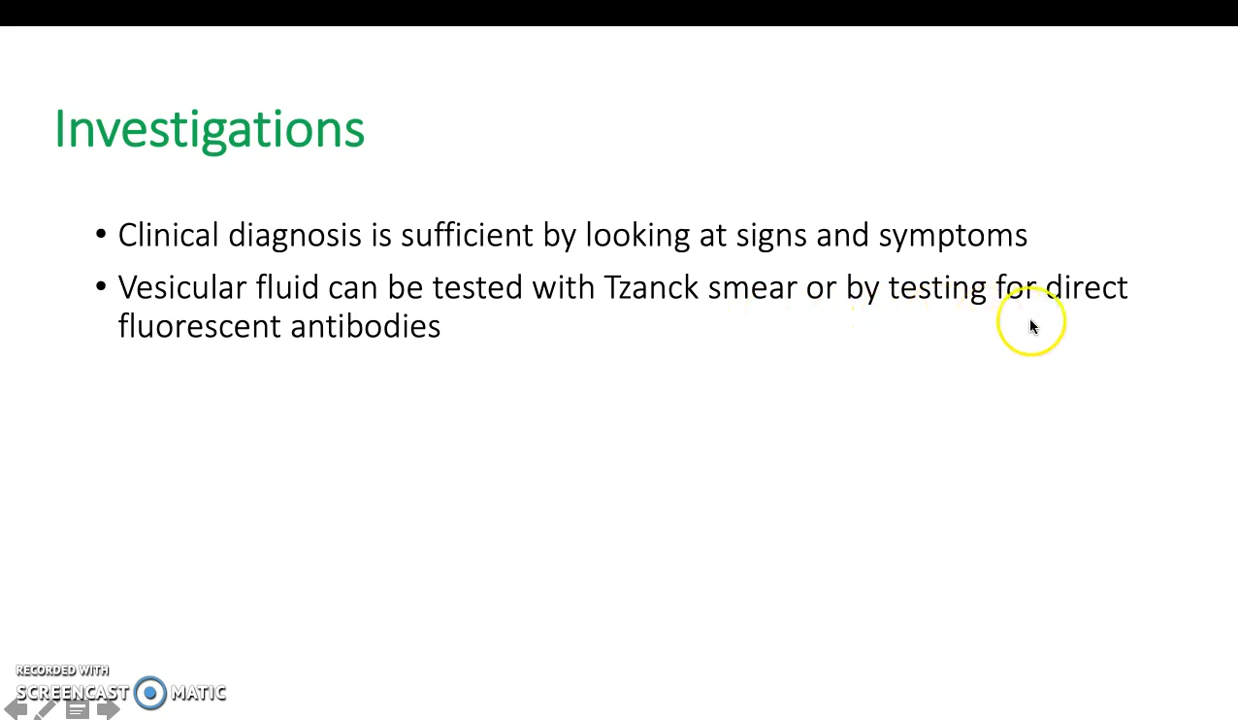 Investigations
• Clinical diagnosis is sufficient by looking at signs and symptoms
• Vesicular fluid can be tested with Tzanck smear or by testing for direct
fluorescent antibodies
RECORDED WITH
SCREENCAST MATIC